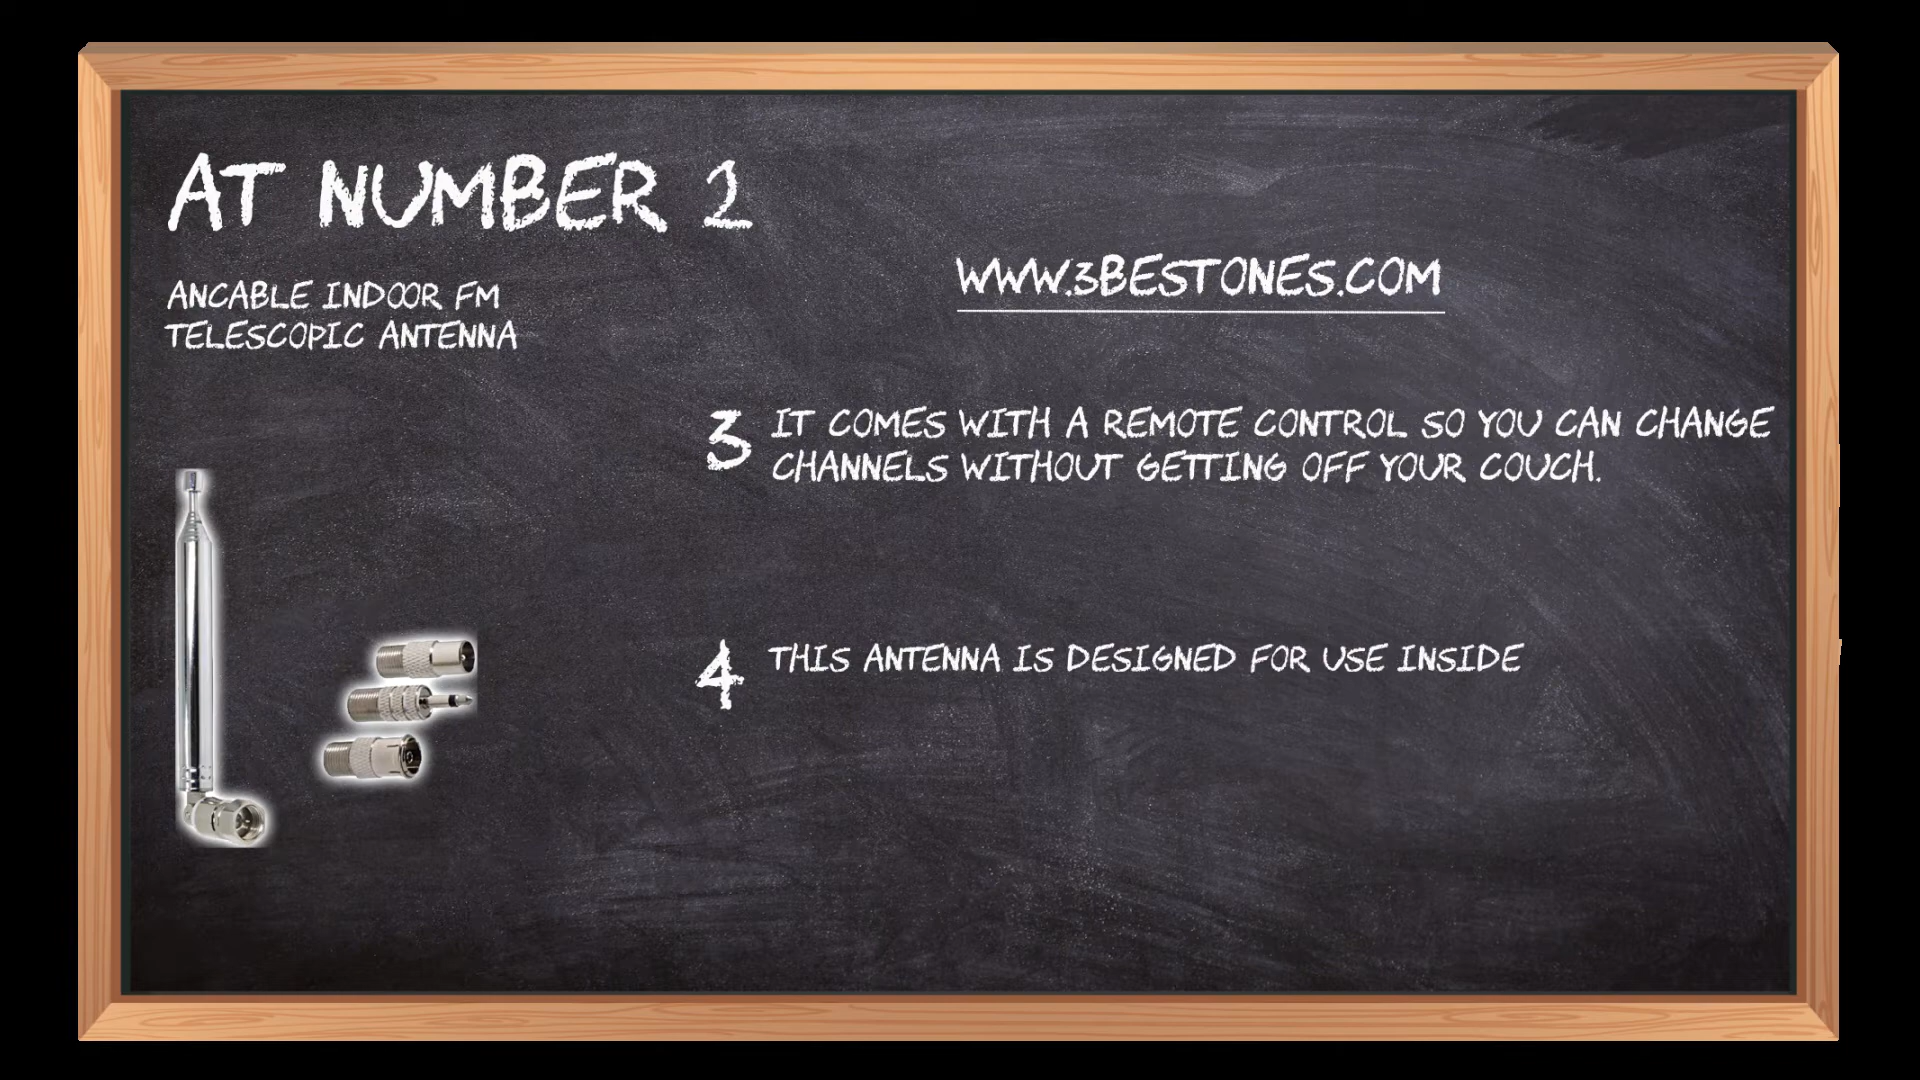 AT NUMBER 2
ANCABLE INDOOR FM
TELESCOPIC ANTENNA
WWW.3BESTONES.COM
3 IT COMES WITH A REMOTE CONTROL SO YOU CAN CHANGE
CHANNELS WITHOUT GETTING OFF YOUR COUCH.
4 THIS ANTENNA IS DESIGNED FOR USE INSIDE